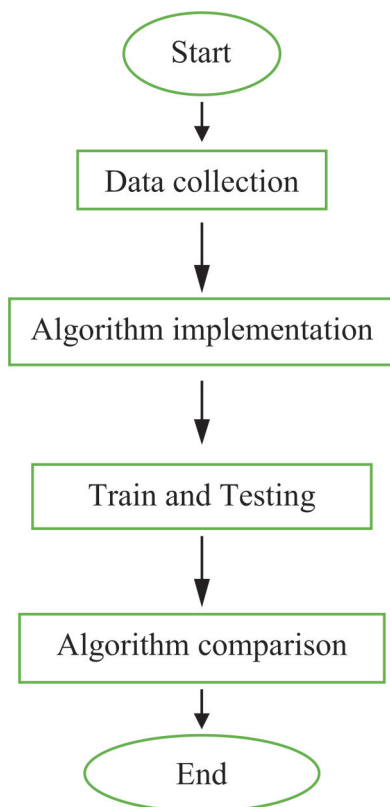 Start
Data collection
Algorithm implementation
Train and Testing
Algorithm comparison
End